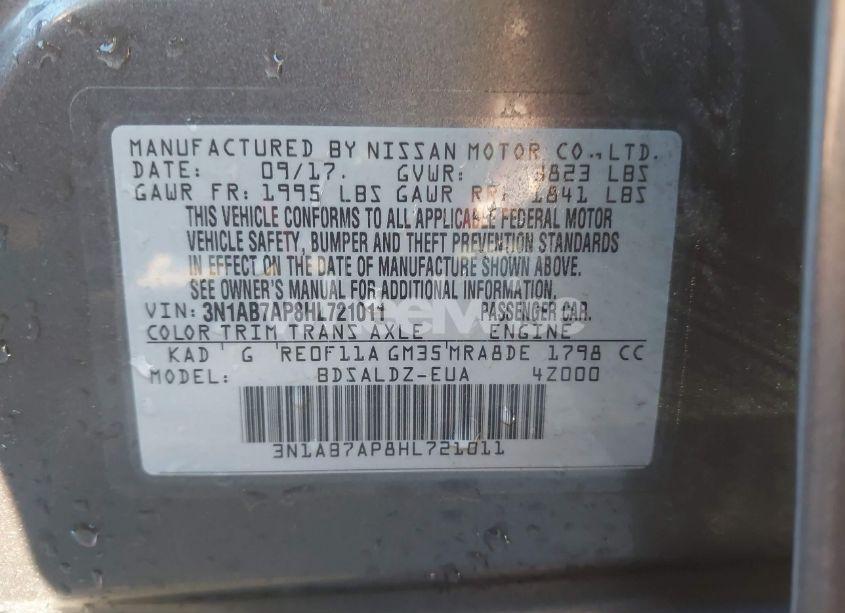 MANUFACTURED BY NISSAN MOTOR CO.,LTD.
DATE: 09/17. GVWR: 3823 LBS
GAWR FR: 1995 LBS GAWR RR: 1841 LBS
THIS VEHICLE CONFORMS TO ALL APPLICABLE FEDERAL MOTOR
VEHICLE SAFETY, BUMPER AND THEFT PREVENTION STANDARDS
IN EFFECT ON THE DATE OF MANUFACTURE SHOWN ABOVE.
SEE OWNER'S MANUAL FOR ADDITIONAL INFORMATION.
VIN: 3N1AB7AP8HL721011 PASSENGER CAR.
COLOR TRIM TRANS AXLE ENGINE
KAD G RE0F11A GM35 MRA8DE 1798 CC
MODEL: BDSALDZ-EUA 4Z000
3N1AB7AP8HL721011